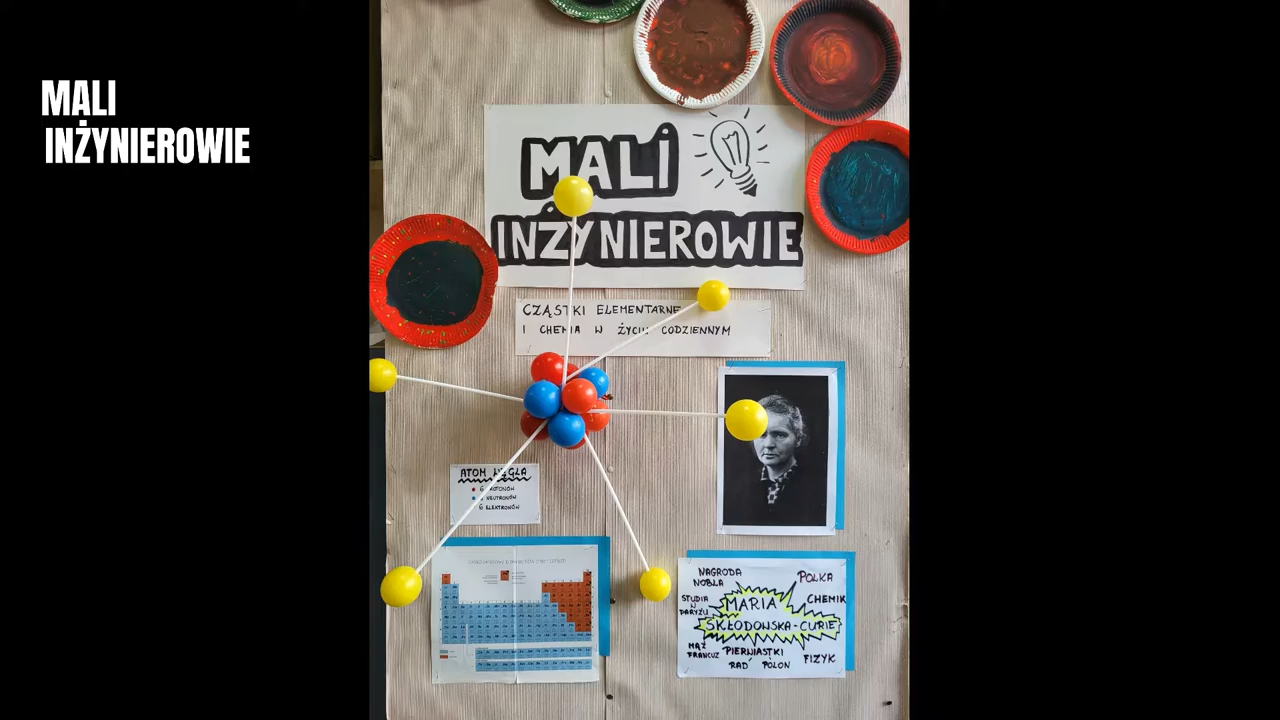 MALI
INŻYNIEROWIE
MALI
INŻYNIEROWIE
CZĄSTKI ELEMENTARNE
I CHEMIA W ŻYCIU CODZIENNYM
ATOM WĘGLA
6 PROTONÓW
6 NEUTRONÓW
6 ELEKTRONÓW
NAGRODA
NOBLA
POLKA
STUDIA
W
PARYŻU
CHEMIK
MARIA
SKŁODOWSKA-CURIE
MĄŻ
FRANCUZ
PIERWIASTKI
RAD POLON
FIZYK